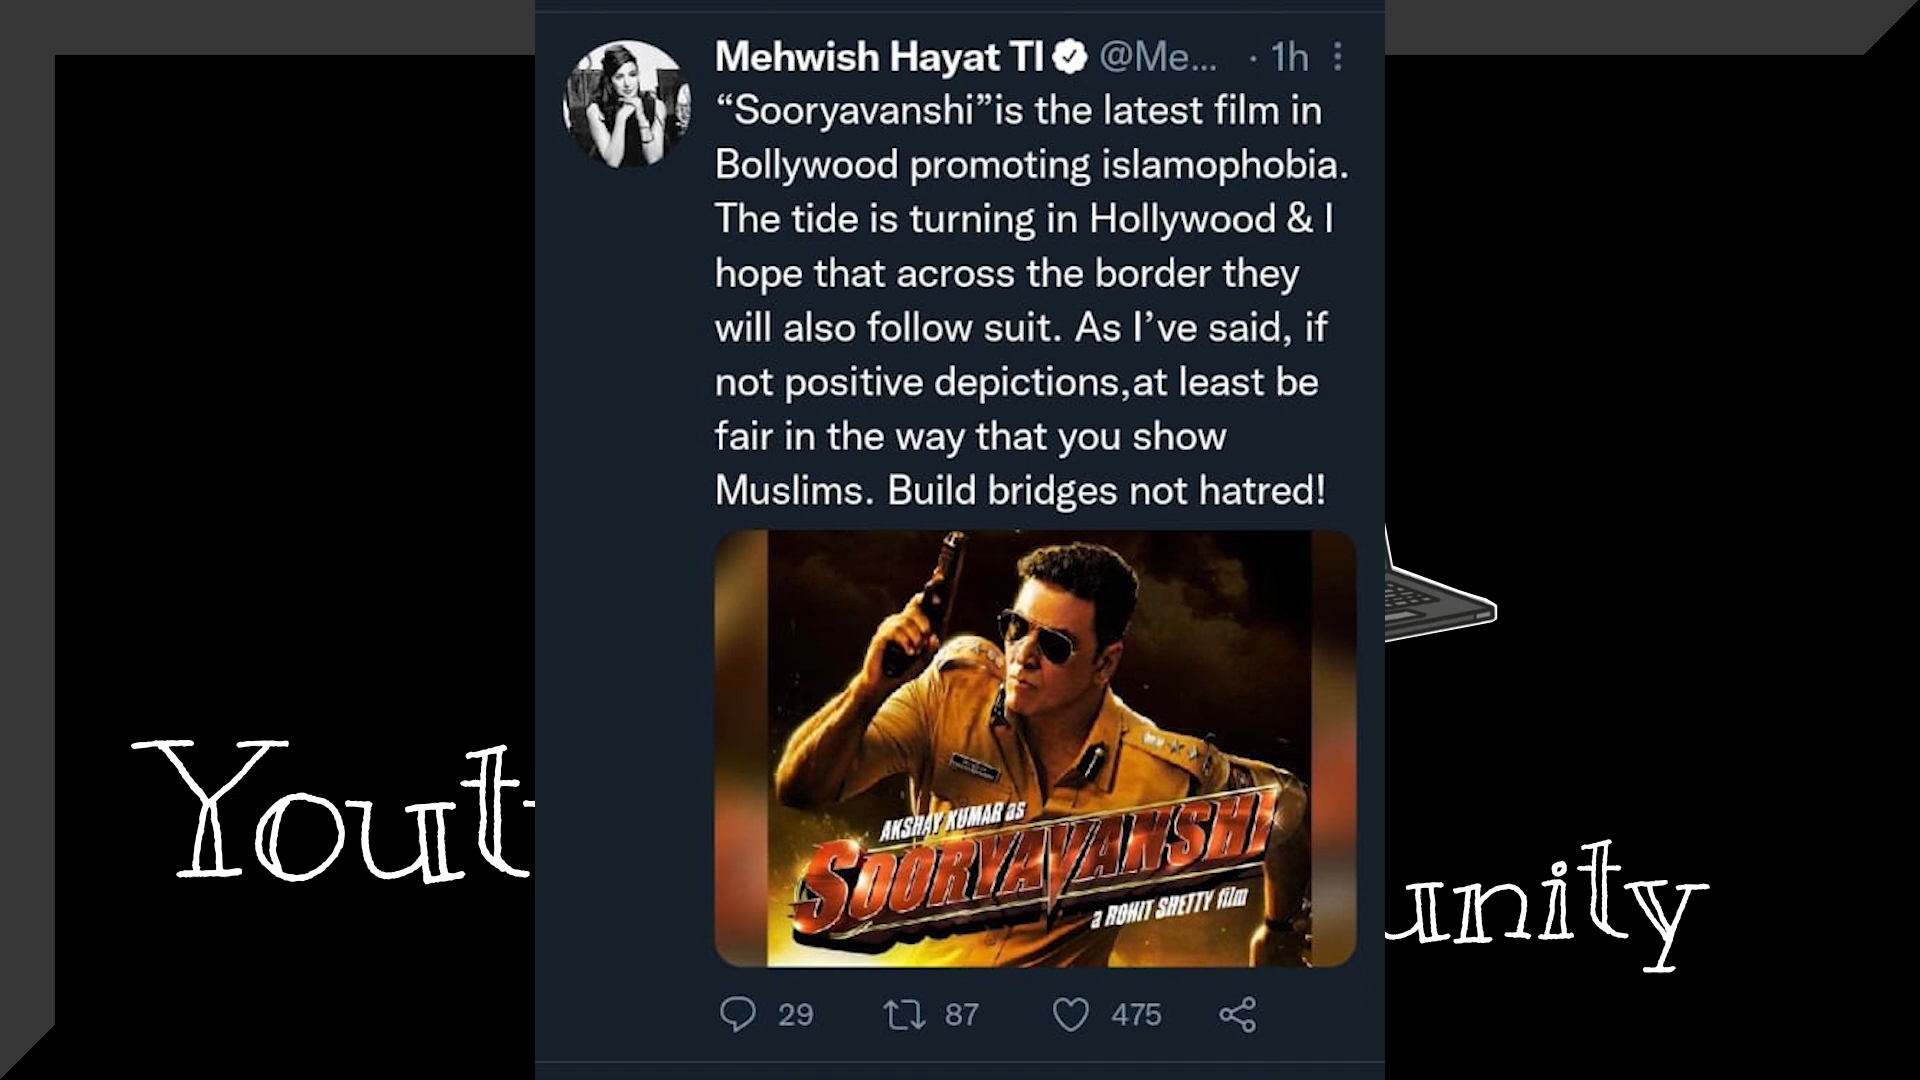 Mehwish Hayat TI @Me... · 1h
“Sooryavanshi”is the latest film in
Bollywood promoting islamophobia.
The tide is turning in Hollywood & I
hope that across the border they
will also follow suit. As I’ve said, if
not positive depictions,at least be
fair in the way that you show
Muslims. Build bridges not hatred!
AKSHAY KUMAR as
SOORYAVANSHI
a ROHIT SHETTY film
29 87 475
Yout
unity